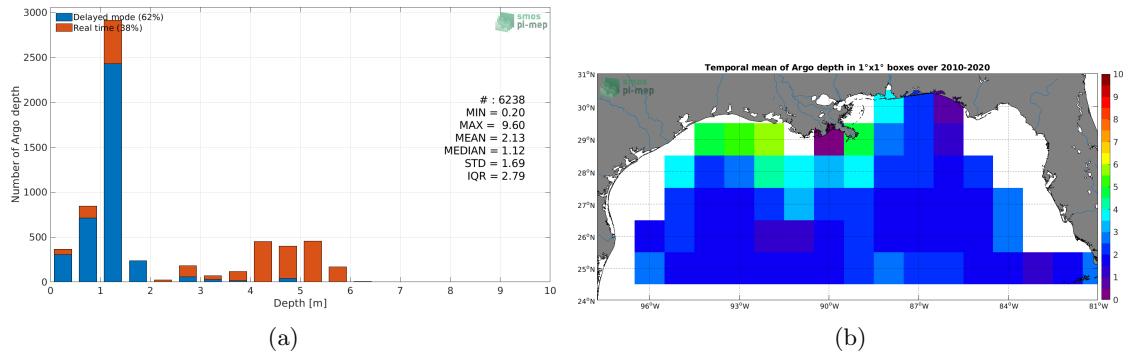 Delayed mode (62%)
Real time (38%)
smos
pi-mep
3000
2500
2000
1500
1000
500
0
Number of Argo depth
# : 6238
MIN = 0.20
MAX = 9.60
MEAN = 2.13
MEDIAN = 1.12
STD = 1.69
IQR = 2.79
0 1 2 3 4 5 6 7 8 9 10
Depth [m]
(a)
Temporal mean of Argo depth in 1°x1° boxes over 2010-2020
smos
pi-mep
31°N
30°N
29°N
28°N
27°N
26°N
25°N
24°N
96°W 93°W 90°W 87°W 84°W 81°W
10
9
8
7
6
5
4
3
2
1
0
(b)